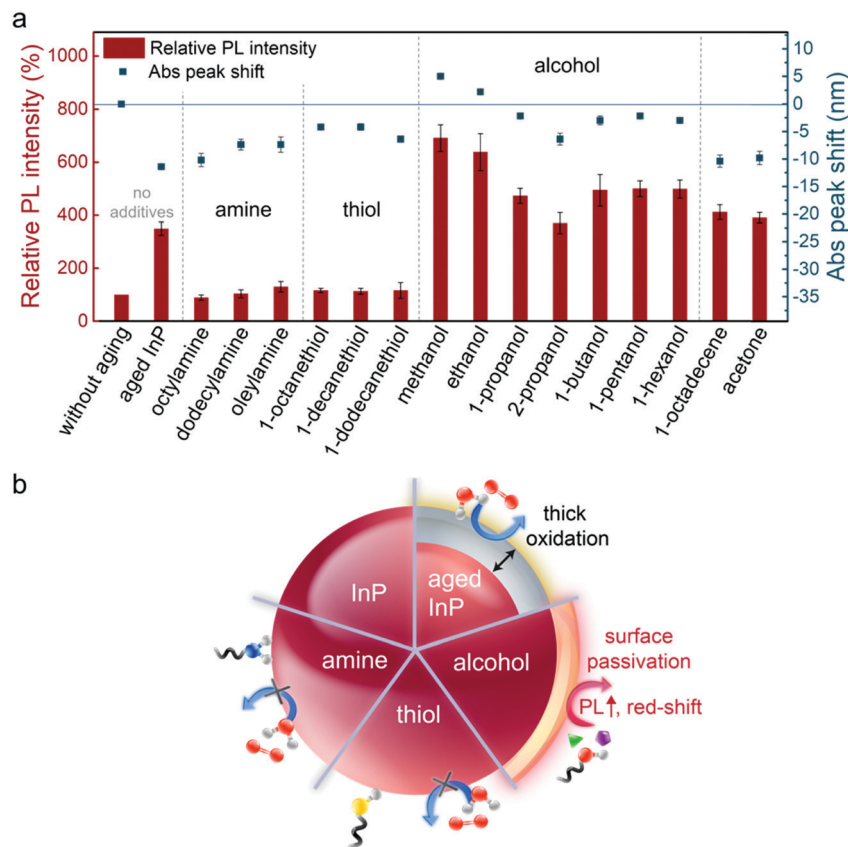 a
Relative PL intensity (%)
1000
800
600
400
200
0
Relative PL intensity
Abs peak shift
no
additives
amine
thiol
alcohol
10
5
0
-5
-10
-15
-20
-25
-30
-35
Abs peak shift (nm)
without aging
aged InP
octylamine
dodecylamine
oleylamine
1-octanethiol
1-decanethiol
1-dodecanethiol
methanol
ethanol
1-propanol
2-propanol
1-butanol
1-pentanol
1-hexanol
1-octadecene
acetone
b
thick
oxidation
InP
aged
InP
amine
alcohol
thiol
surface
passivation
PL↑, red-shift